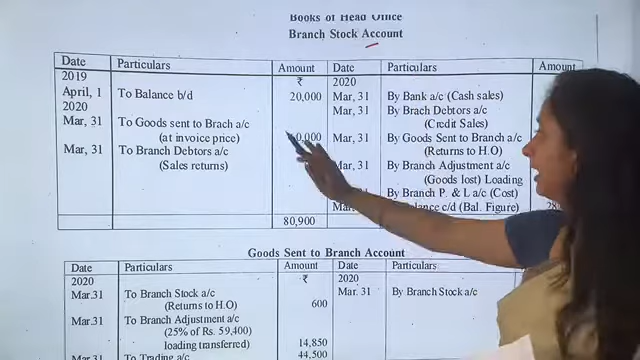 Books of Head Office
Branch Stock Account
Date Particulars Amount Date Particulars Amount
2019 ₹ 2020
April, 1 To Balance b/d 20,000 Mar, 31 By Bank a/c (Cash sales)
2020 Mar, 31 By Brach Debtors a/c
Mar, 31 To Goods sent to Brach a/c (Credit Sales)
(at invoice price) Mar, 31 By Goods Sent to Branch a/c
Mar, 31 To Branch Debtors a/c (Returns to H.O)
(Sales returns) Mar, 31 By Branch Adjustment a/c
(Goods lost) Loading
By Branch P. & L a/c (Cost)
c/d (Bal. Figure)
80,900
Goods Sent to Branch Account
Date Particulars Amount Date Particulars
2020 ₹ 2020
Mar.31 To Branch Stock a/c Mar, 31 By Brach Stock a/c
(Returns to H.O) 600
Mar.31 To Branch Adjustment a/c
(25% of Rs. 59,400)
loading transferred) 14,850
Mar.31 To Trading a/c 44,500